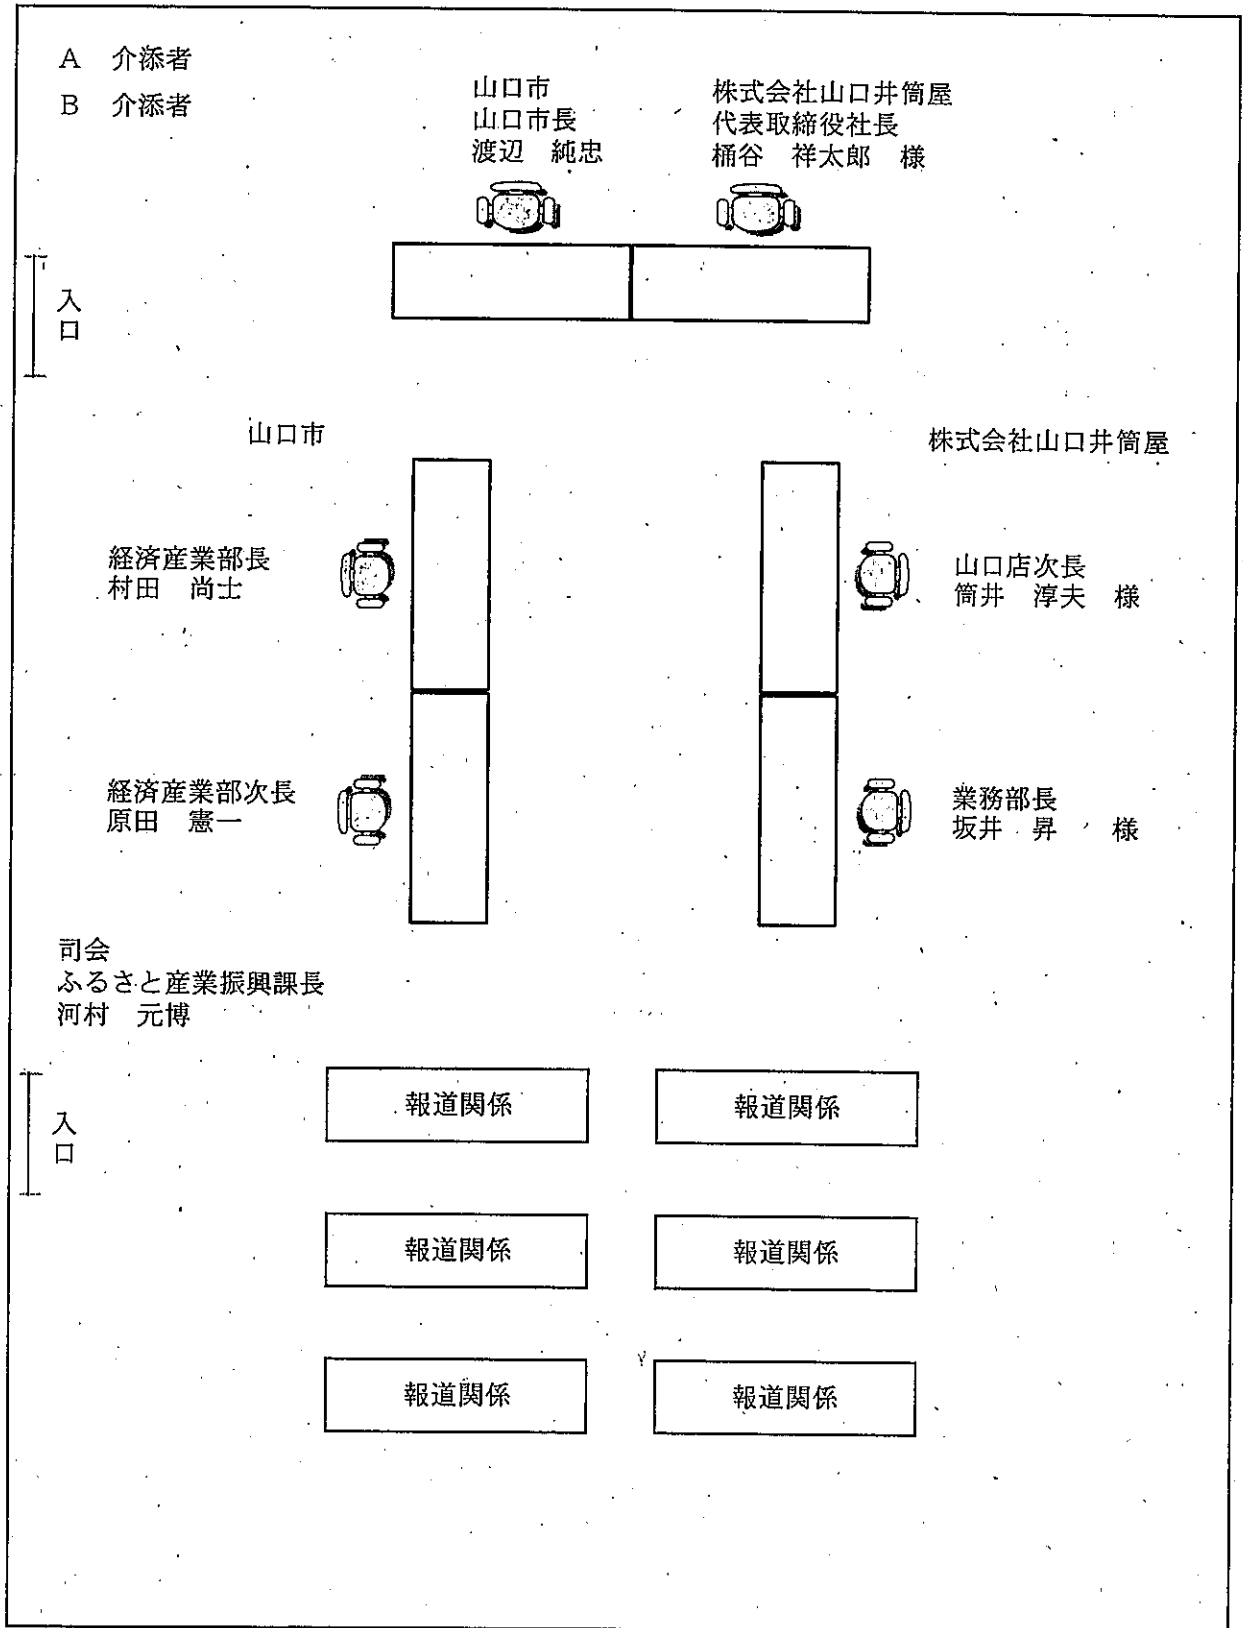 A 介添者
B 介添者
山口市
山口市長
渡辺 純忠
株式会社山口井筒屋
代表取締役社長
桶谷 祥太郎 様
入口
山口市
株式会社山口井筒屋
経済産業部長
村田 尚士
山口店次長
筒井 淳夫 様
経済産業部次長
原田 憲一
業務部長
坂井 昇 様
司会
ふるさと産業振興課長
河村 元博
入口
報道関係
報道関係
報道関係
報道関係
報道関係
報道関係